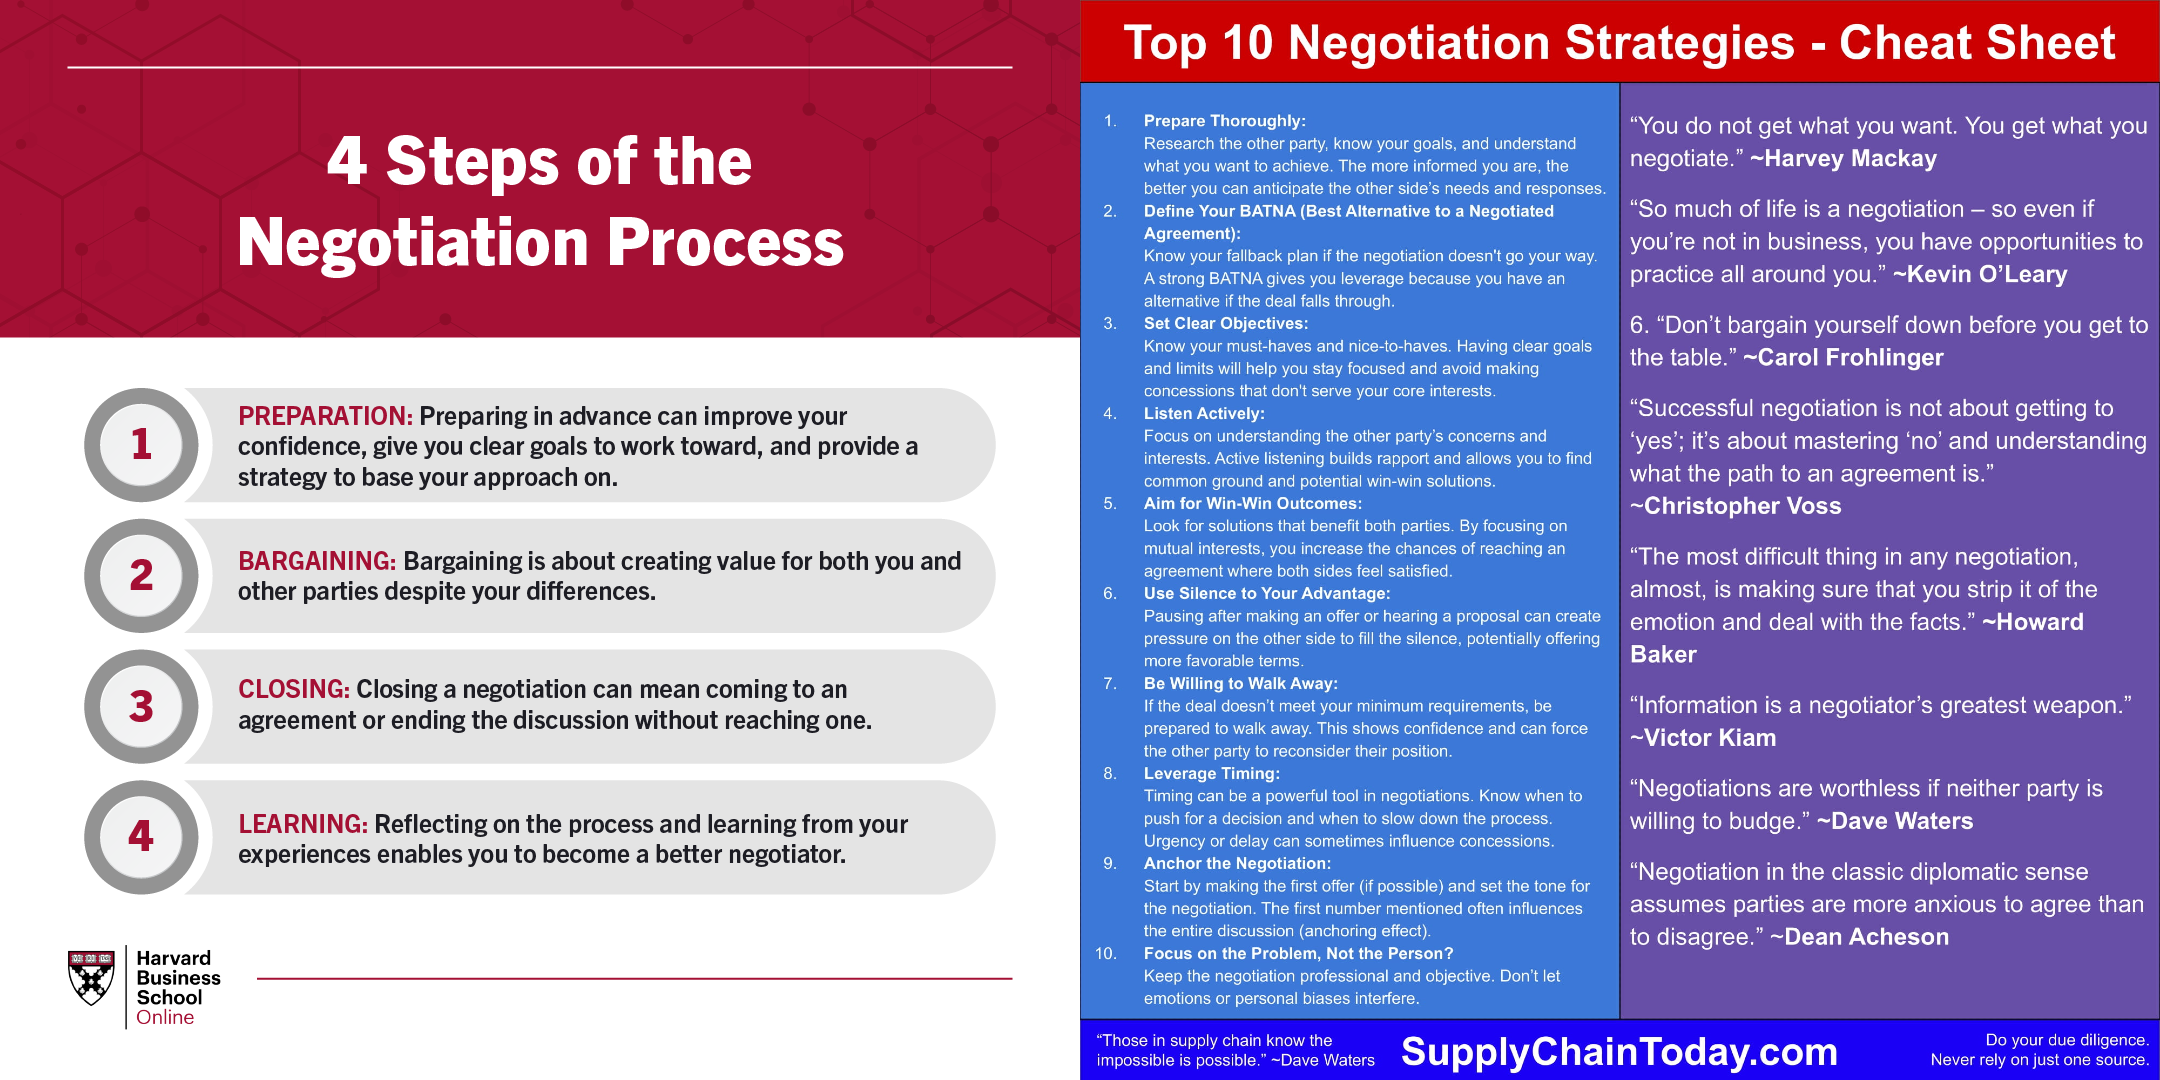 4 Steps of the
Negotiation Process
1
PREPARATION: Preparing in advance can improve your
confidence, give you clear goals to work toward, and provide a
strategy to base your approach on.
2
BARGAINING: Bargaining is about creating value for both you and
other parties despite your differences.
3
CLOSING: Closing a negotiation can mean coming to an
agreement or ending the discussion without reaching one.
4
LEARNING: Reflecting on the process and learning from your
experiences enables you to become a better negotiator.
Harvard
Business
School
Online
Top 10 Negotiation Strategies - Cheat Sheet
1. Prepare Thoroughly:
Research the other party, know your goals, and understand
what you want to achieve. The more informed you are, the
better you can anticipate the other side's needs and responses.
2. Define Your BATNA (Best Alternative to a Negotiated
Agreement):
Know your fallback plan if the negotiation doesn't go your way.
A strong BATNA gives you leverage because you have an
alternative if the deal falls through.
3. Set Clear Objectives:
Know your must-haves and nice-to-haves. Having clear goals
and limits will help you stay focused and avoid making
concessions that don't serve your core interests.
4. Listen Actively:
Focus on understanding the other party's concerns and
interests. Active listening builds rapport and allows you to find
common ground and potential win-win solutions.
5. Aim for Win-Win Outcomes:
Look for solutions that benefit both parties. By focusing on
mutual interests, you increase the chances of reaching an
agreement where both sides feel satisfied.
6. Use Silence to Your Advantage:
Pausing after making an offer or hearing a proposal can create
pressure on the other side to fill the silence, potentially offering
more favorable terms.
7. Be Willing to Walk Away:
If the deal doesn't meet your minimum requirements, be
prepared to walk away. This shows confidence and can force
the other party to reconsider their position.
8. Leverage Timing:
Timing can be a powerful tool in negotiations. Know when to
push for a decision and when to slow down the process.
Urgency or delay can sometimes influence concessions.
9. Anchor the Negotiation:
Start by making the first offer (if possible) and set the tone for
the negotiation. The first number mentioned often influences
the entire discussion (anchoring effect).
10. Focus on the Problem, Not the Person?
Keep the negotiation professional and objective. Don't let
emotions or personal biases interfere.
“You do not get what you want. You get what you
negotiate.” ~Harvey Mackay
“So much of life is a negotiation – so even if
you’re not in business, you have opportunities to
practice all around you.” ~Kevin O’Leary
6. “Don’t bargain yourself down before you get to
the table.” ~Carol Frohlinger
“Successful negotiation is not about getting to
‘yes’; it’s about mastering ‘no’ and understanding
what the path to an agreement is.”
~Christopher Voss
“The most difficult thing in any negotiation,
almost, is making sure that you strip it of the
emotion and deal with the facts.” ~Howard
Baker
“Information is a negotiator’s greatest weapon.”
~Victor Kiam
“Negotiations are worthless if neither party is
willing to budge.” ~Dave Waters
“Negotiation in the classic diplomatic sense
assumes parties are more anxious to agree than
to disagree.” ~Dean Acheson
“Those in supply chain know the
impossible is possible.” ~Dave Waters
SupplyChainToday.com
Do your due diligence.
Never rely on just one source.